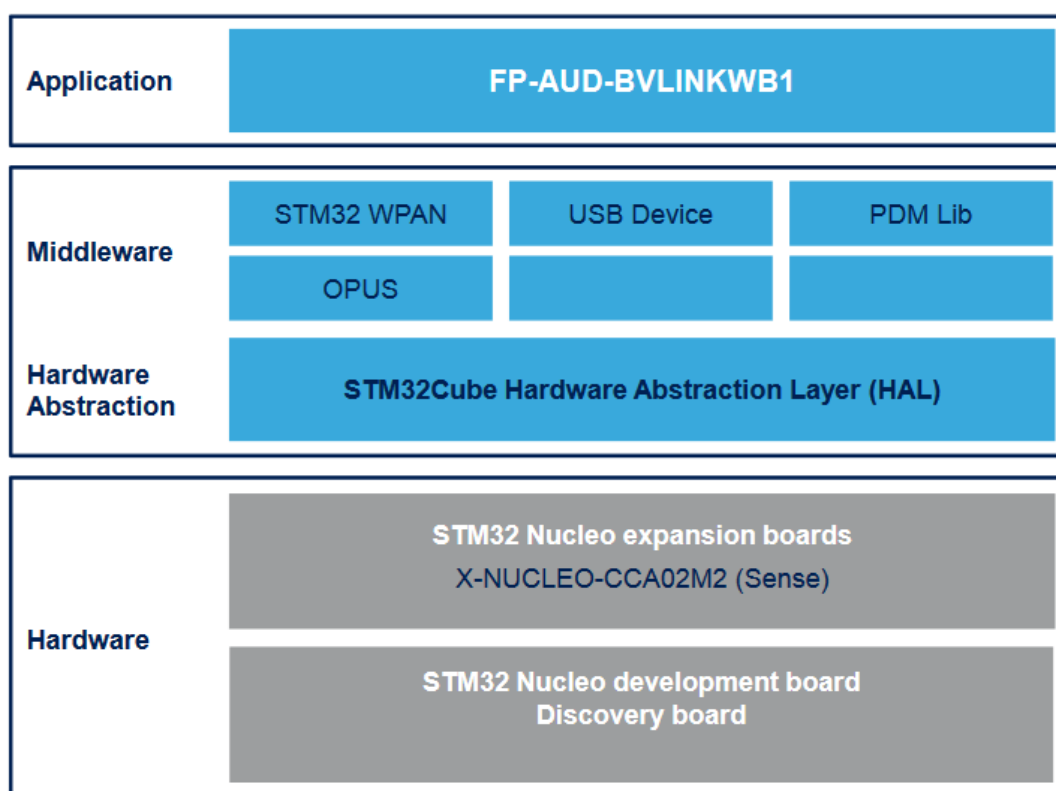 Application
FP-AUD-BVLINKWB1
Middleware
STM32 WPAN
USB Device
PDM Lib
OPUS
Hardware
Abstraction
STM32Cube Hardware Abstraction Layer (HAL)
Hardware
STM32 Nucleo expansion boards
X-NUCLEO-CCA02M2 (Sense)
STM32 Nucleo development board
Discovery board